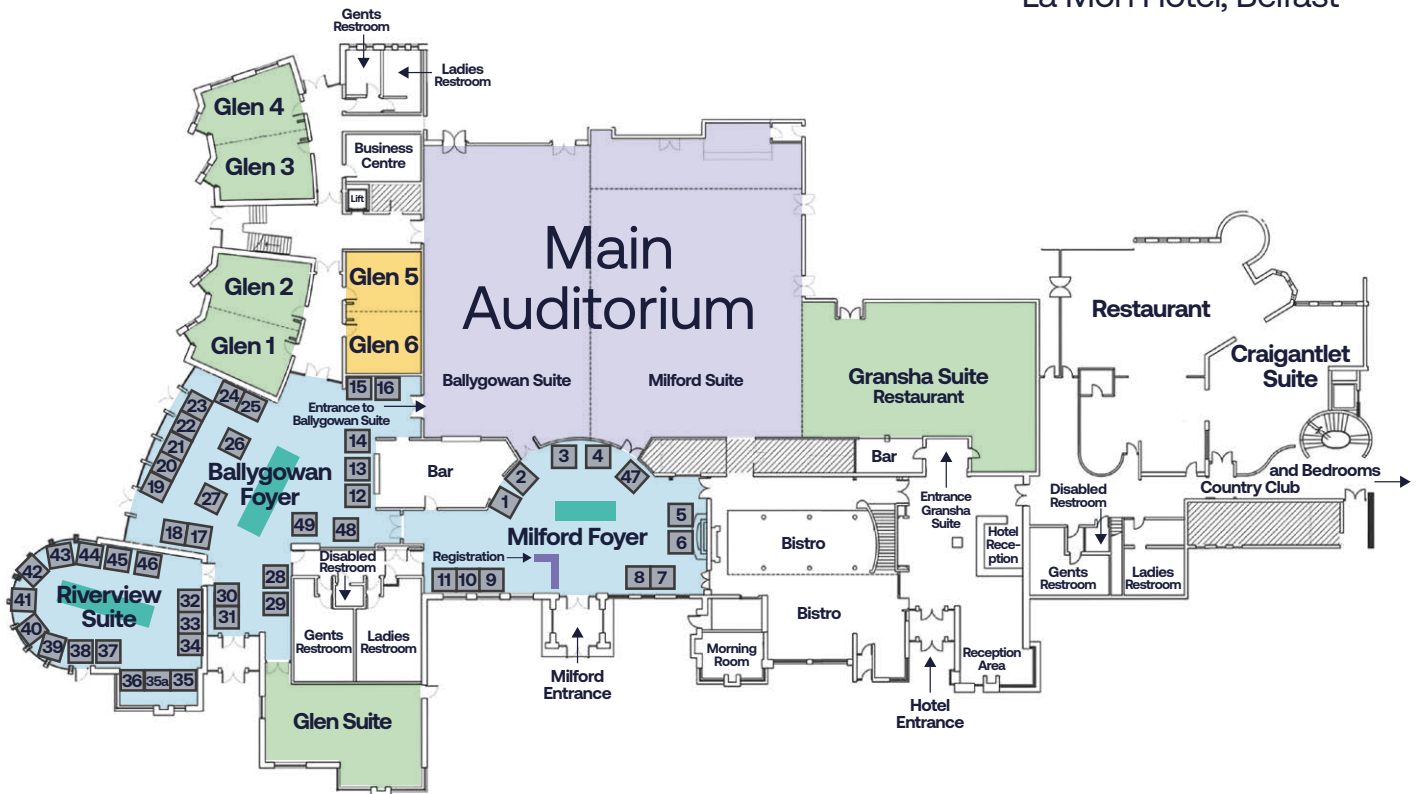 La Mon Hotel, Belfast
Gents
Restroom
Ladies
Restroom
Glen 4
Glen 3
Business
Centre
Lift
Glen 2
Glen 1
Glen 5
Glen 6
Main
Auditorium
Ballygowan Suite
Milford Suite
Gransha Suite
Restaurant
Restaurant
Craigantlet
Suite
and Bedrooms
Country Club
Disabled
Restroom
Gents
Restroom
Ladies
Restroom
Entrance to
Ballygowan Suite
15 16
24
25
23
22
21
20
19
26
27
18 17
14
13
12
49
48
Ballygowan
Foyer
Bar
1
2
3
4
47
5
6
Milford Foyer
Registration
11 10 9
8 7
Milford
Entrance
Bar
Entrance
Gransha
Suite
Hotel
Rece-
ption
Bistro
Bistro
Morning
Room
Reception
Area
Hotel
Entrance
Disabled
Restroom
Gents
Restroom
Ladies
Restroom
28
29
30
31
32
33
34
Riverview
Suite
43 44 45 46
42
41
40
39
38 37
36 35a 35
Glen Suite